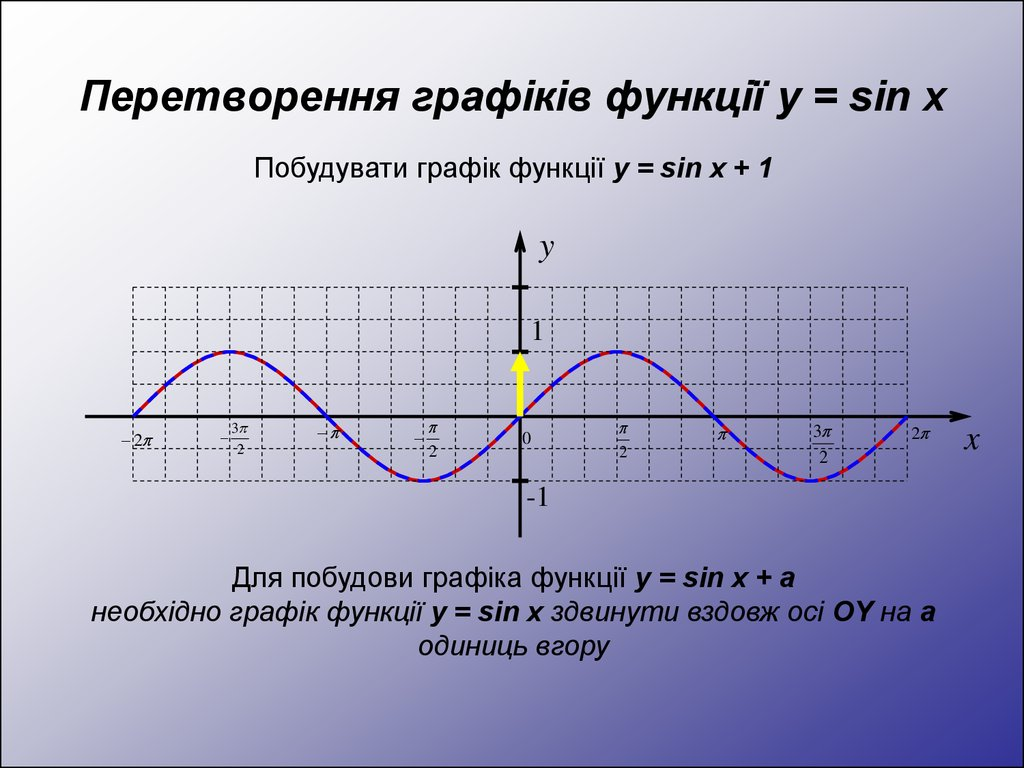 Перетворення графіків функції y = sin x
Побудувати графік функції y = sin x + 1
y
1
−2π −3π/2 −π −π/2 0 π/2 π 3π/2 2π x
-1
Для побудови графіка функції y = sin x + a
необхідно графік функції y = sin x здвинути вздовж осі OY на a
одиниць вгору